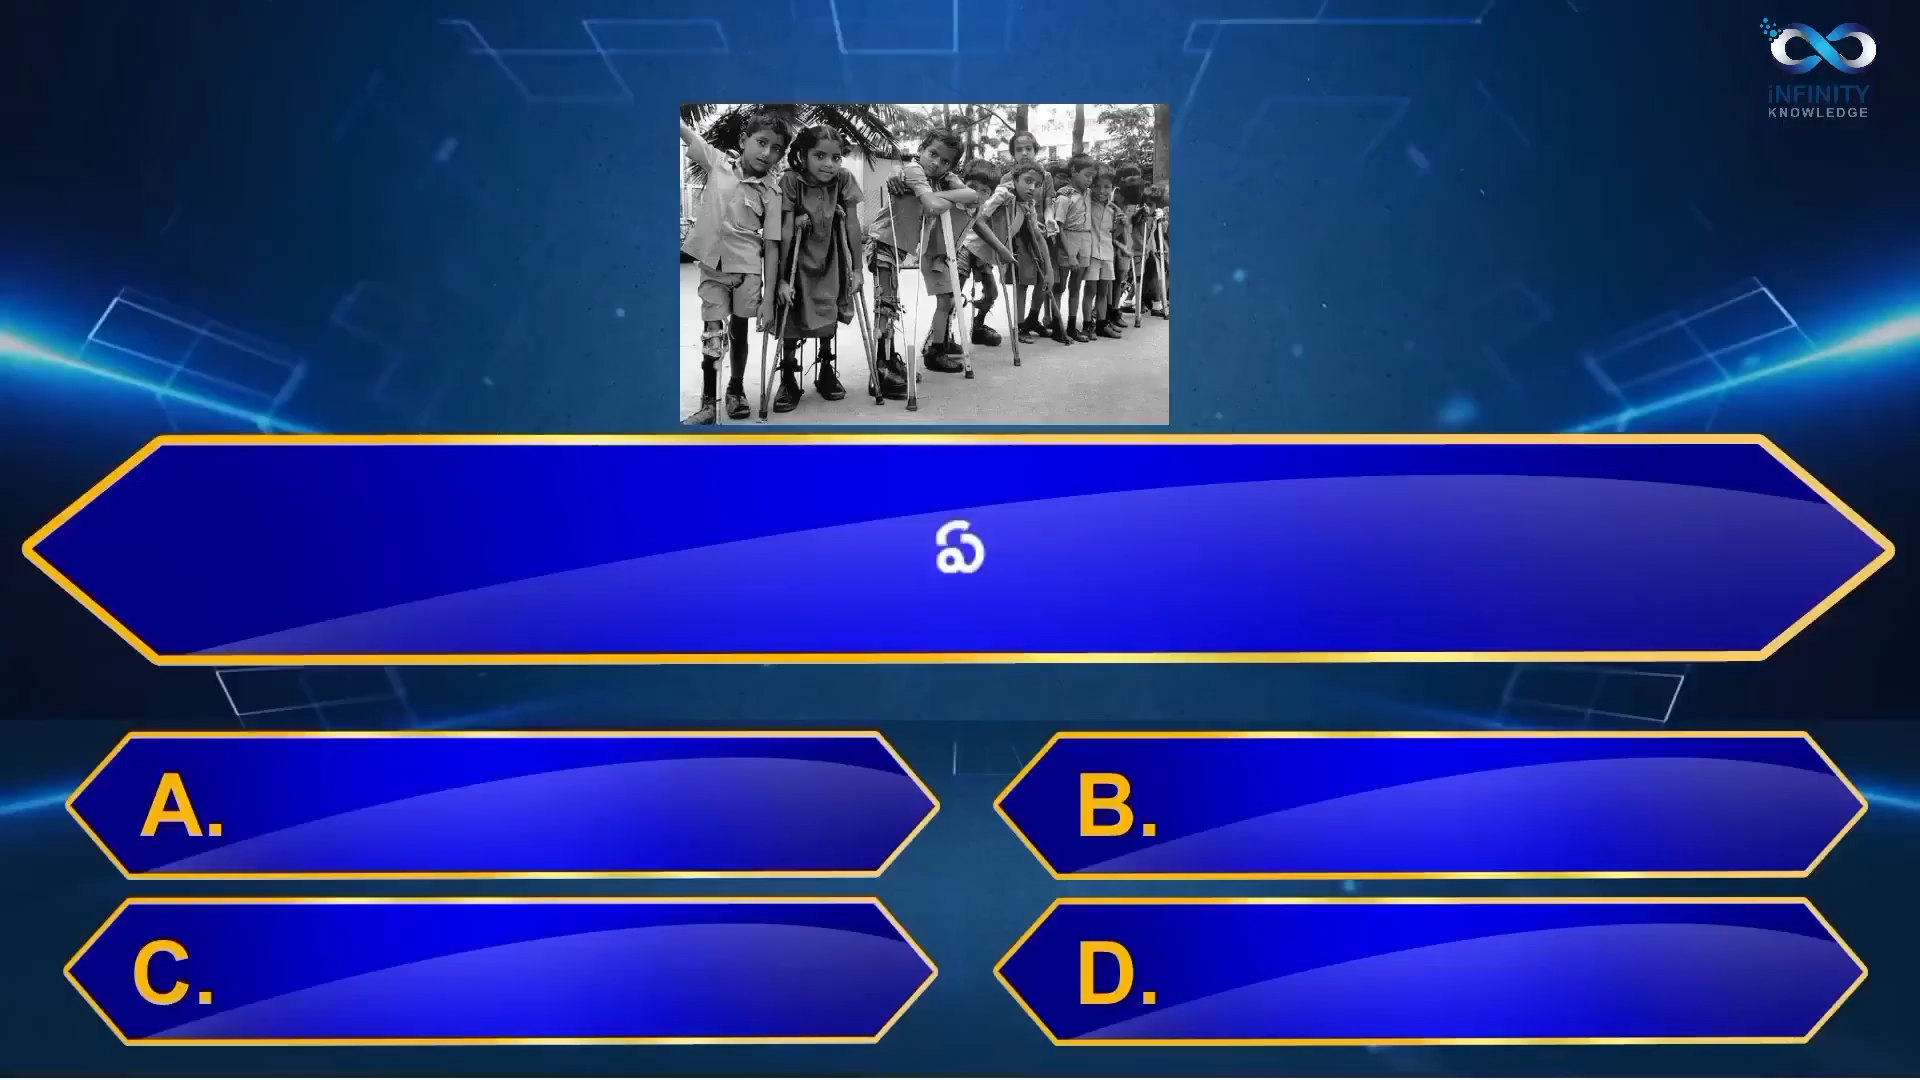 iNFINITY
KNOWLEDGE
ఏ
A.
B.
C.
D.